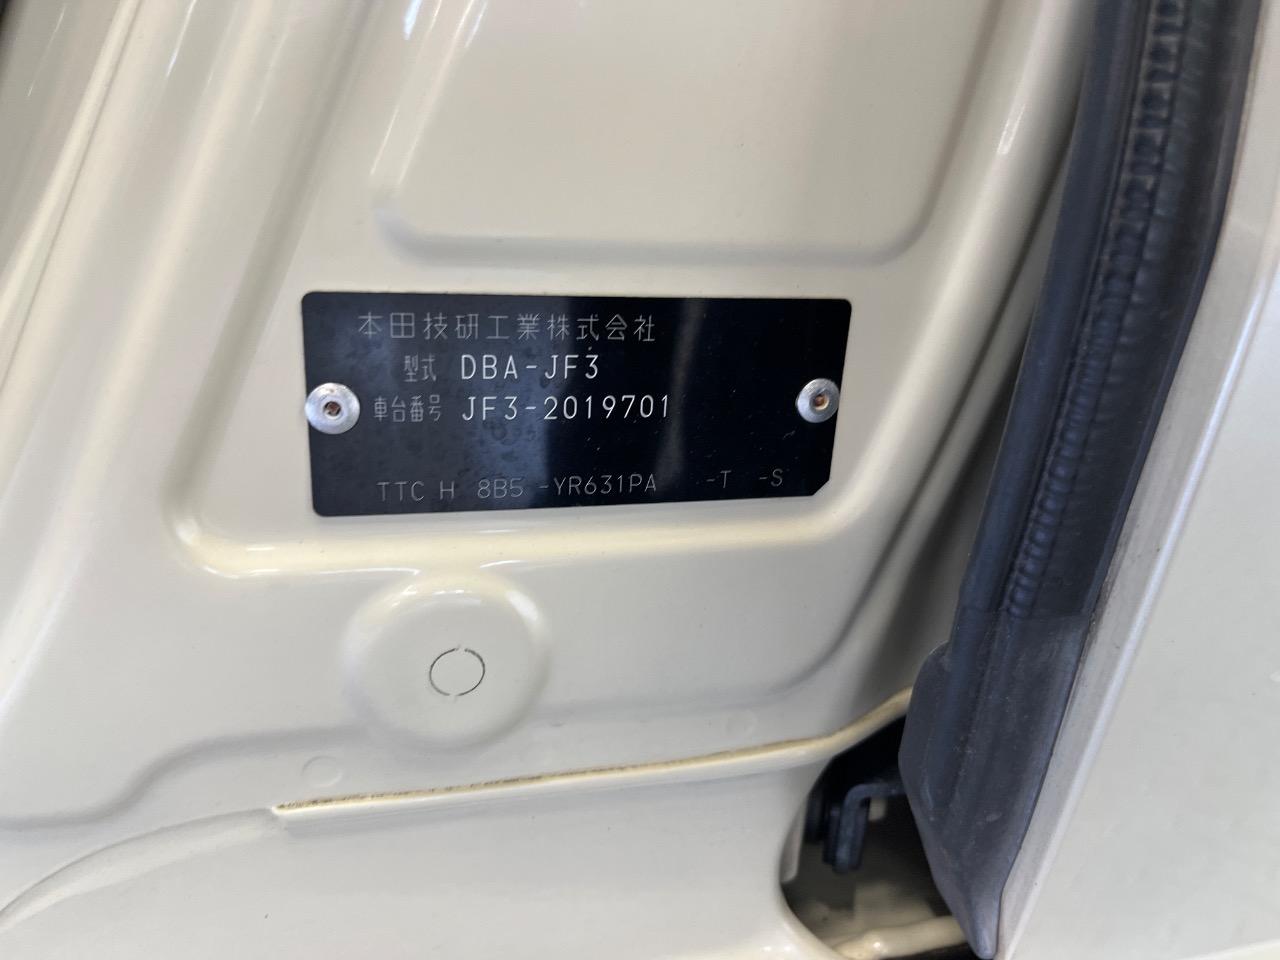 本田技研工業株式会社
型式 DBA-JF3
車台番号 JF3-2019701
TTC H 8B5 -YR631PA -T -S